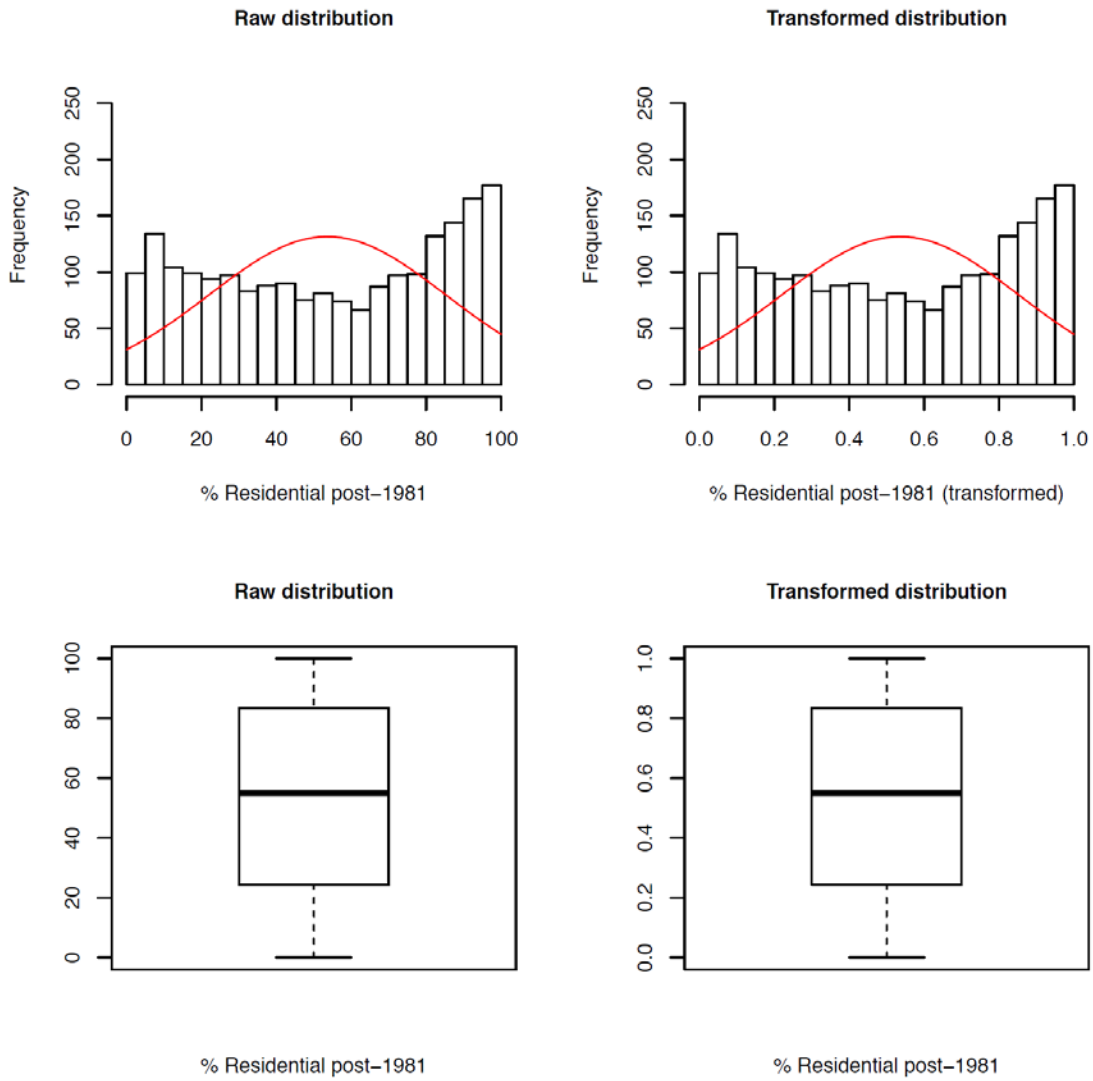 Raw distribution
Transformed distribution
Frequency
250
200
150
100
50
0
0 20 40 60 80 100
% Residential post−1981
Frequency
250
200
150
100
50
0
0.0 0.2 0.4 0.6 0.8 1.0
% Residential post−1981 (transformed)
Raw distribution
Transformed distribution
100
80
60
40
20
0
% Residential post−1981
1.0
0.8
0.6
0.4
0.2
0.0
% Residential post−1981